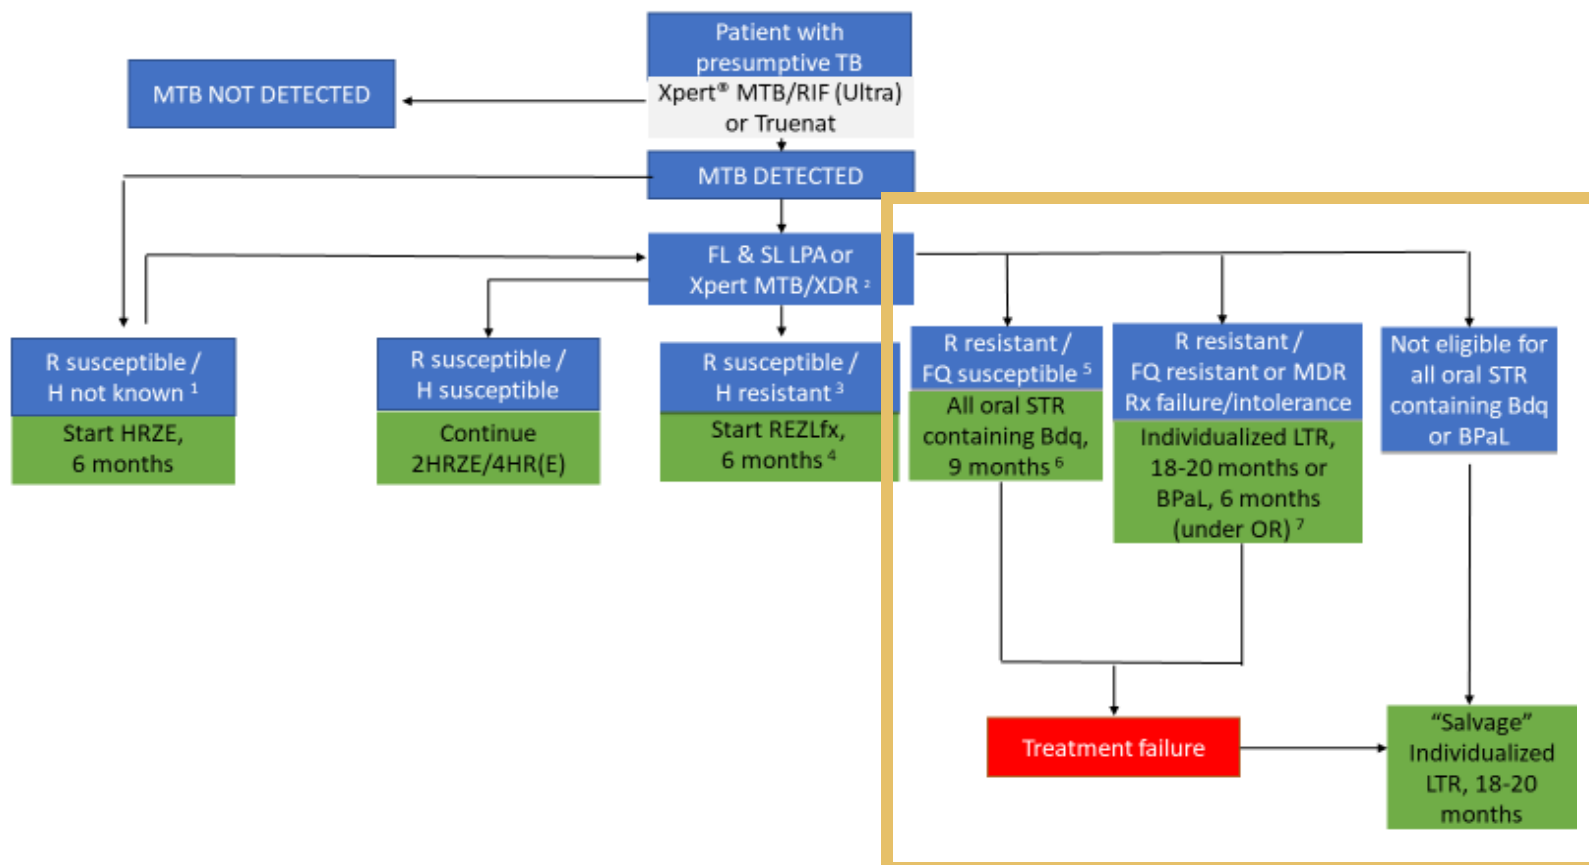 Patient with
presumptive TB
Xpert® MTB/RIF (Ultra)
or Truenat
MTB NOT DETECTED
MTB DETECTED
FL & SL LPA or
Xpert MTB/XDR ²
R susceptible /
H not known ¹
Start HRZE,
6 months
R susceptible /
H susceptible
Continue
2HRZE/4HR(E)
R susceptible /
H resistant ³
Start REZLfx,
6 months ⁴
R resistant /
FQ susceptible ⁵
All oral STR
containing Bdq,
9 months ⁶
R resistant /
FQ resistant or MDR
Rx failure/intolerance
Individualized LTR,
18-20 months or
BPaL, 6 months
(under OR) ⁷
Not eligible for
all oral STR
containing Bdq
or BPaL
Treatment failure
“Salvage”
Individualized
LTR, 18-20
months